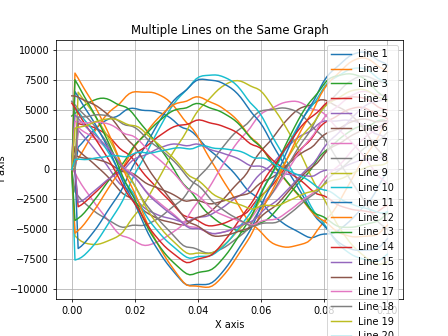 Multiple Lines on the Same Graph
10000
7500
5000
2500
0
−2500
−5000
−7500
−10000
0.00
0.02
0.04
0.06
X axis
Line 1
Line 2
Line 3
Line 4
Line 5
Line 6
Line 7
Line 8
Line 9
Line 10
Line 11
Line 12
Line 13
Line 14
Line 15
Line 16
Line 17
Line 18
Line 19
Line 20